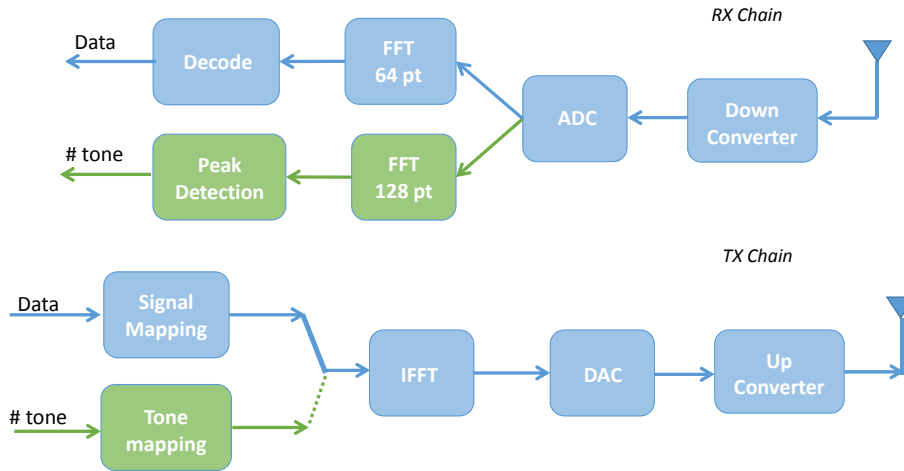 RX Chain
Data
Decode
FFT
64 pt
ADC
Down
Converter
# tone
Peak
Detection
FFT
128 pt
TX Chain
Data
Signal
Mapping
IFFT
DAC
Up
Converter
# tone
Tone
mapping